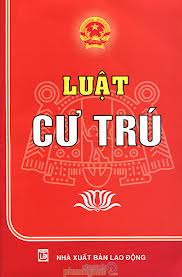 LUẬT
CƯ TRÚ
NHÀ XUẤT BẢN LAO ĐỘNG